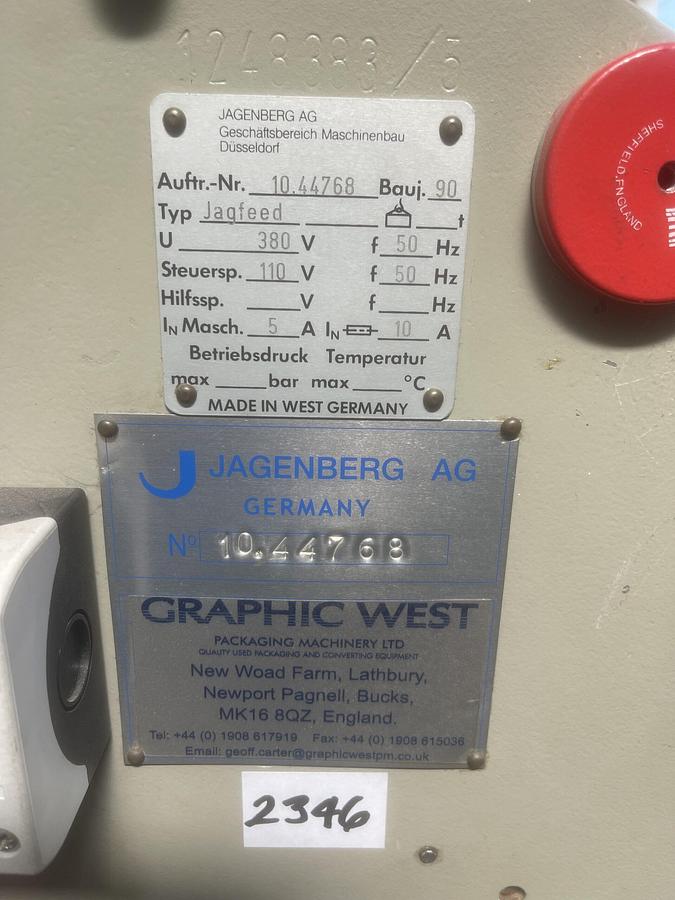 1248383/5
JAGENBERG AG
Geschäftsbereich Maschinenbau
Düsseldorf
Auftr.-Nr. 10.44768 Bauj. 90
Typ Jagfeed t
U 380 V f 50 Hz
Steuersp. 110 V f 50 Hz
Hilfssp. V f Hz
IN Masch. 5 A IN 10 A
Betriebsdruck Temperatur
max bar max °C
MADE IN WEST GERMANY
SHEFFIELD, ENGLAND
JAGENBERG AG
GERMANY
Nº 10.44768
GRAPHIC WEST
PACKAGING MACHINERY LTD
QUALITY USED PACKAGING AND CONVERTING EQUIPMENT
New Woad Farm, Lathbury,
Newport Pagnell, Bucks,
MK16 8QZ, England.
Tel: +44 (0) 1908 617919 Fax: +44 (0) 1908 615036
Email: geoff.carter@graphicwestpm.co.uk
2346